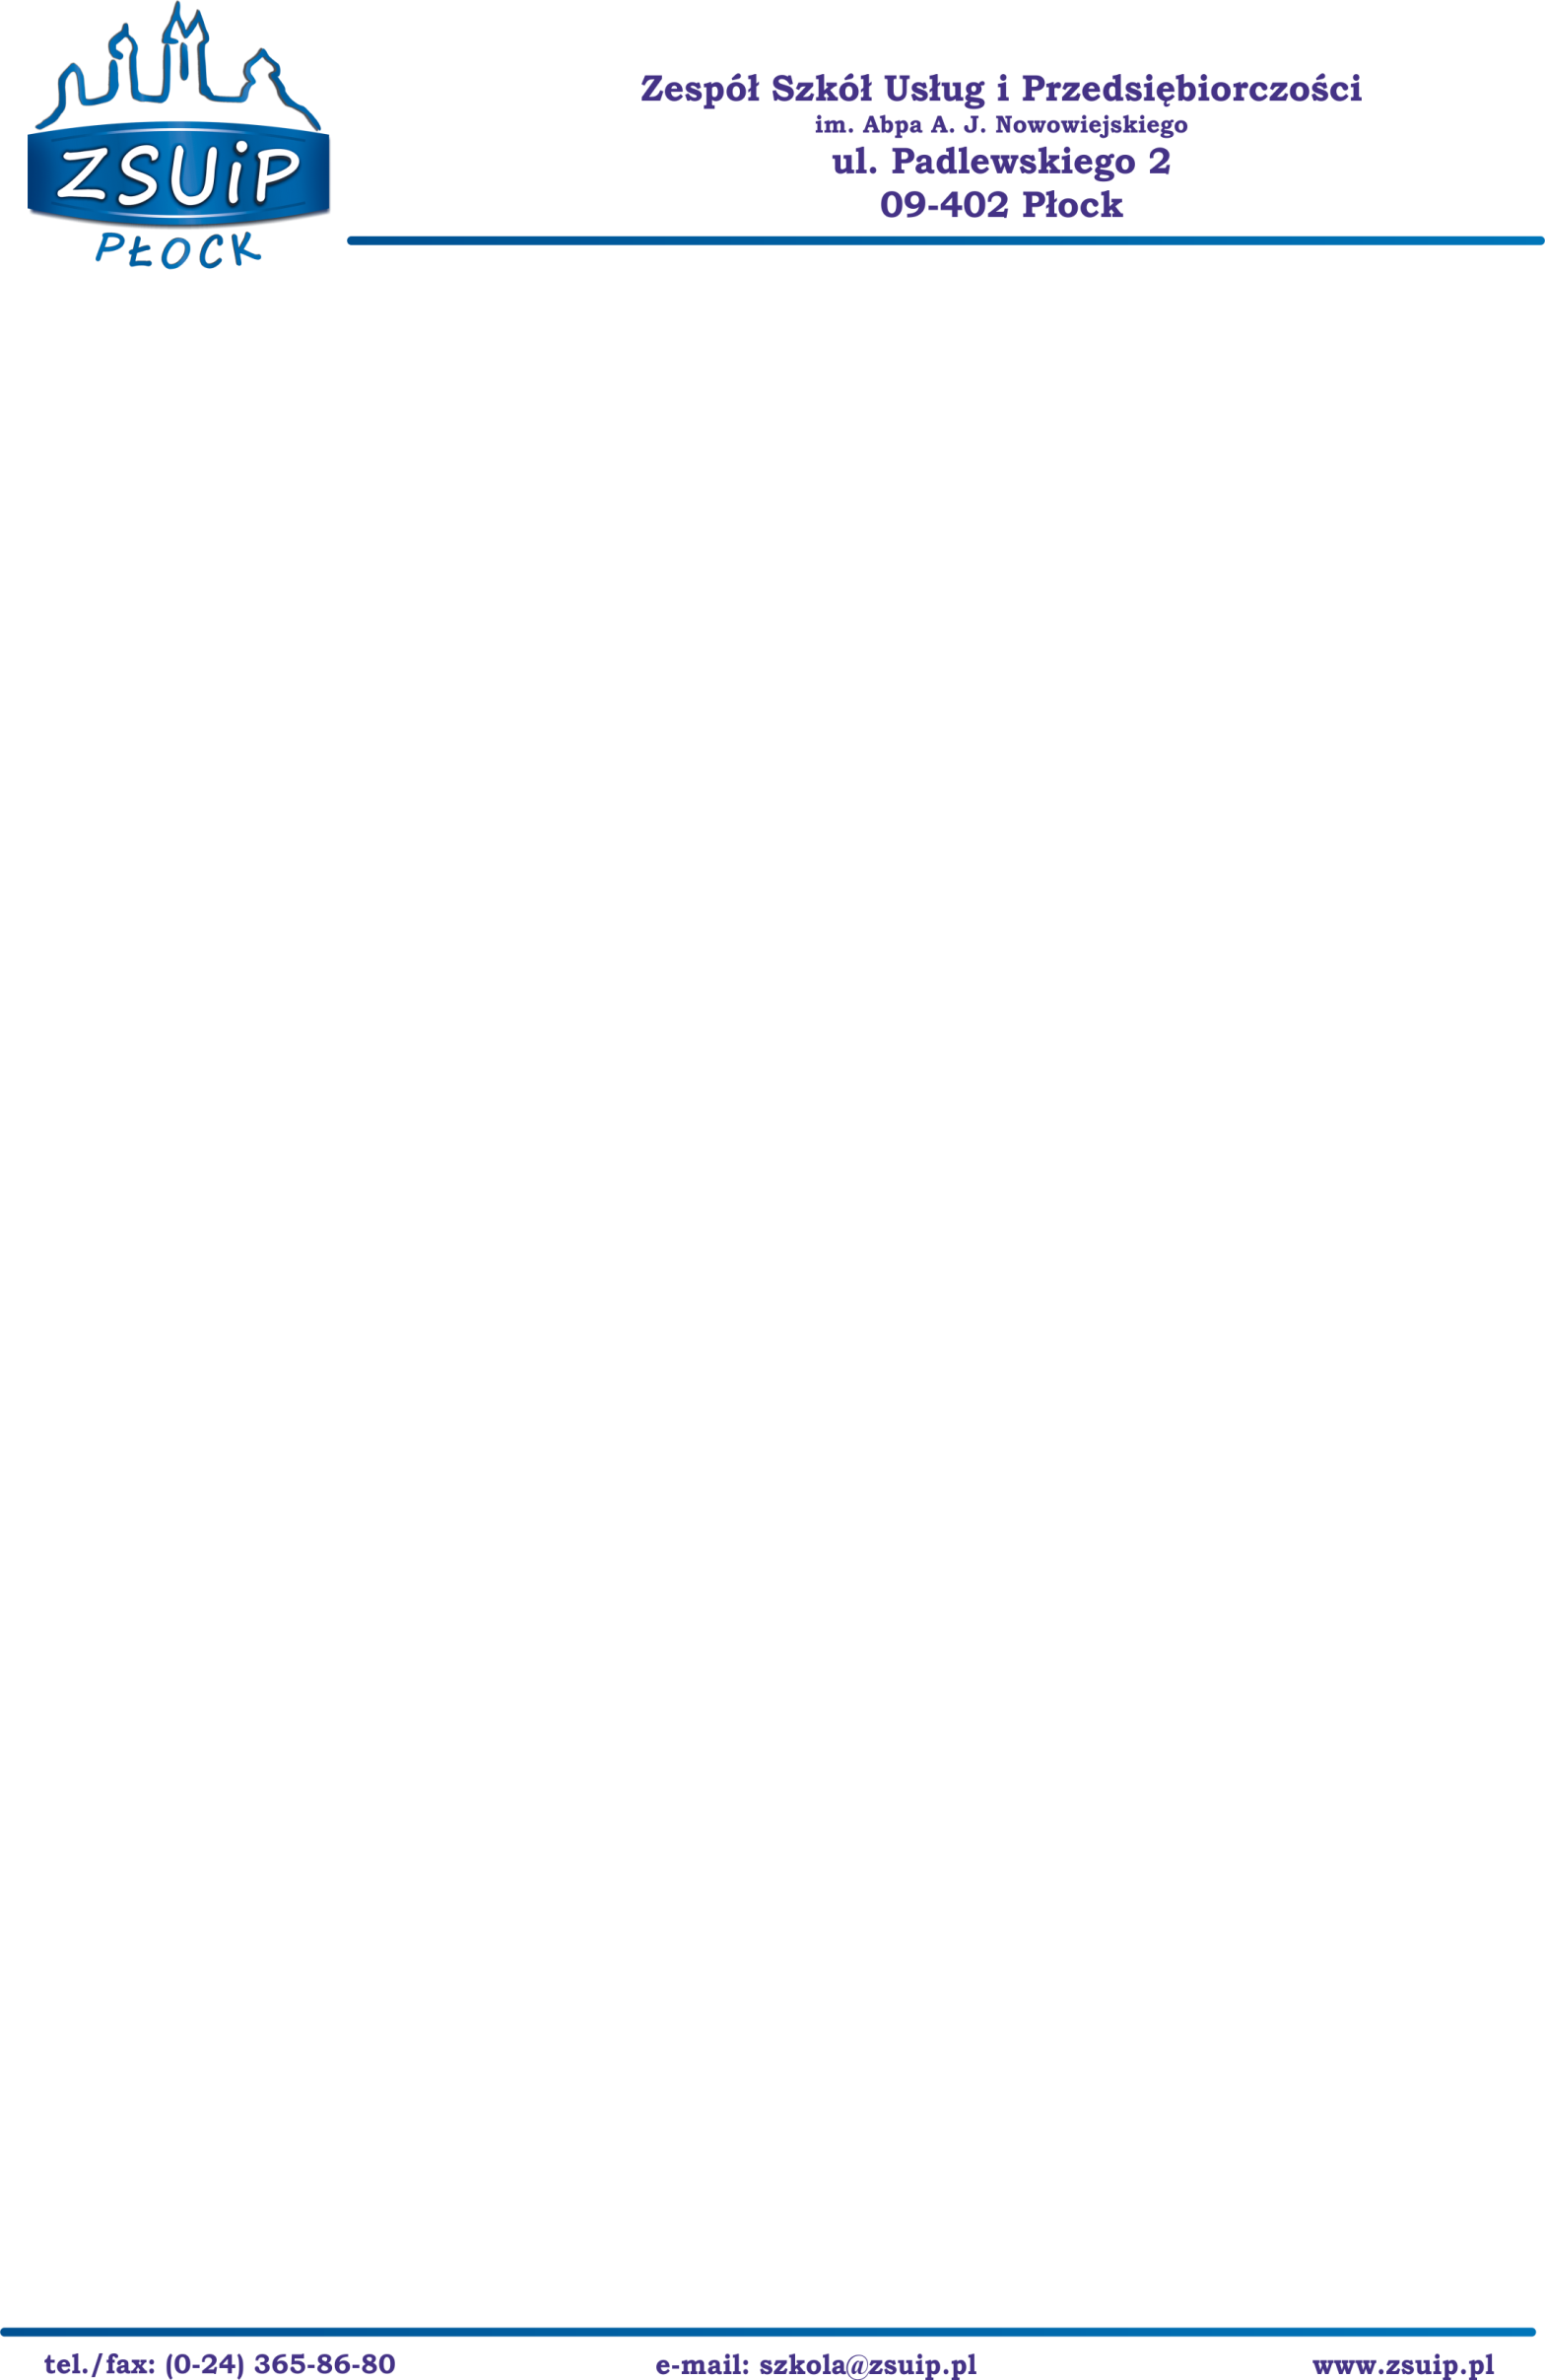 ZSUiP
PŁOCK
Zespół Szkół Usług i Przedsiębiorczości
im. Abpa A. J. Nowowiejskiego
ul. Padlewskiego 2
09-402 Płock
tel./fax: (0-24) 365-86-80 e-mail: szkola@zsuip.pl www.zsuip.pl